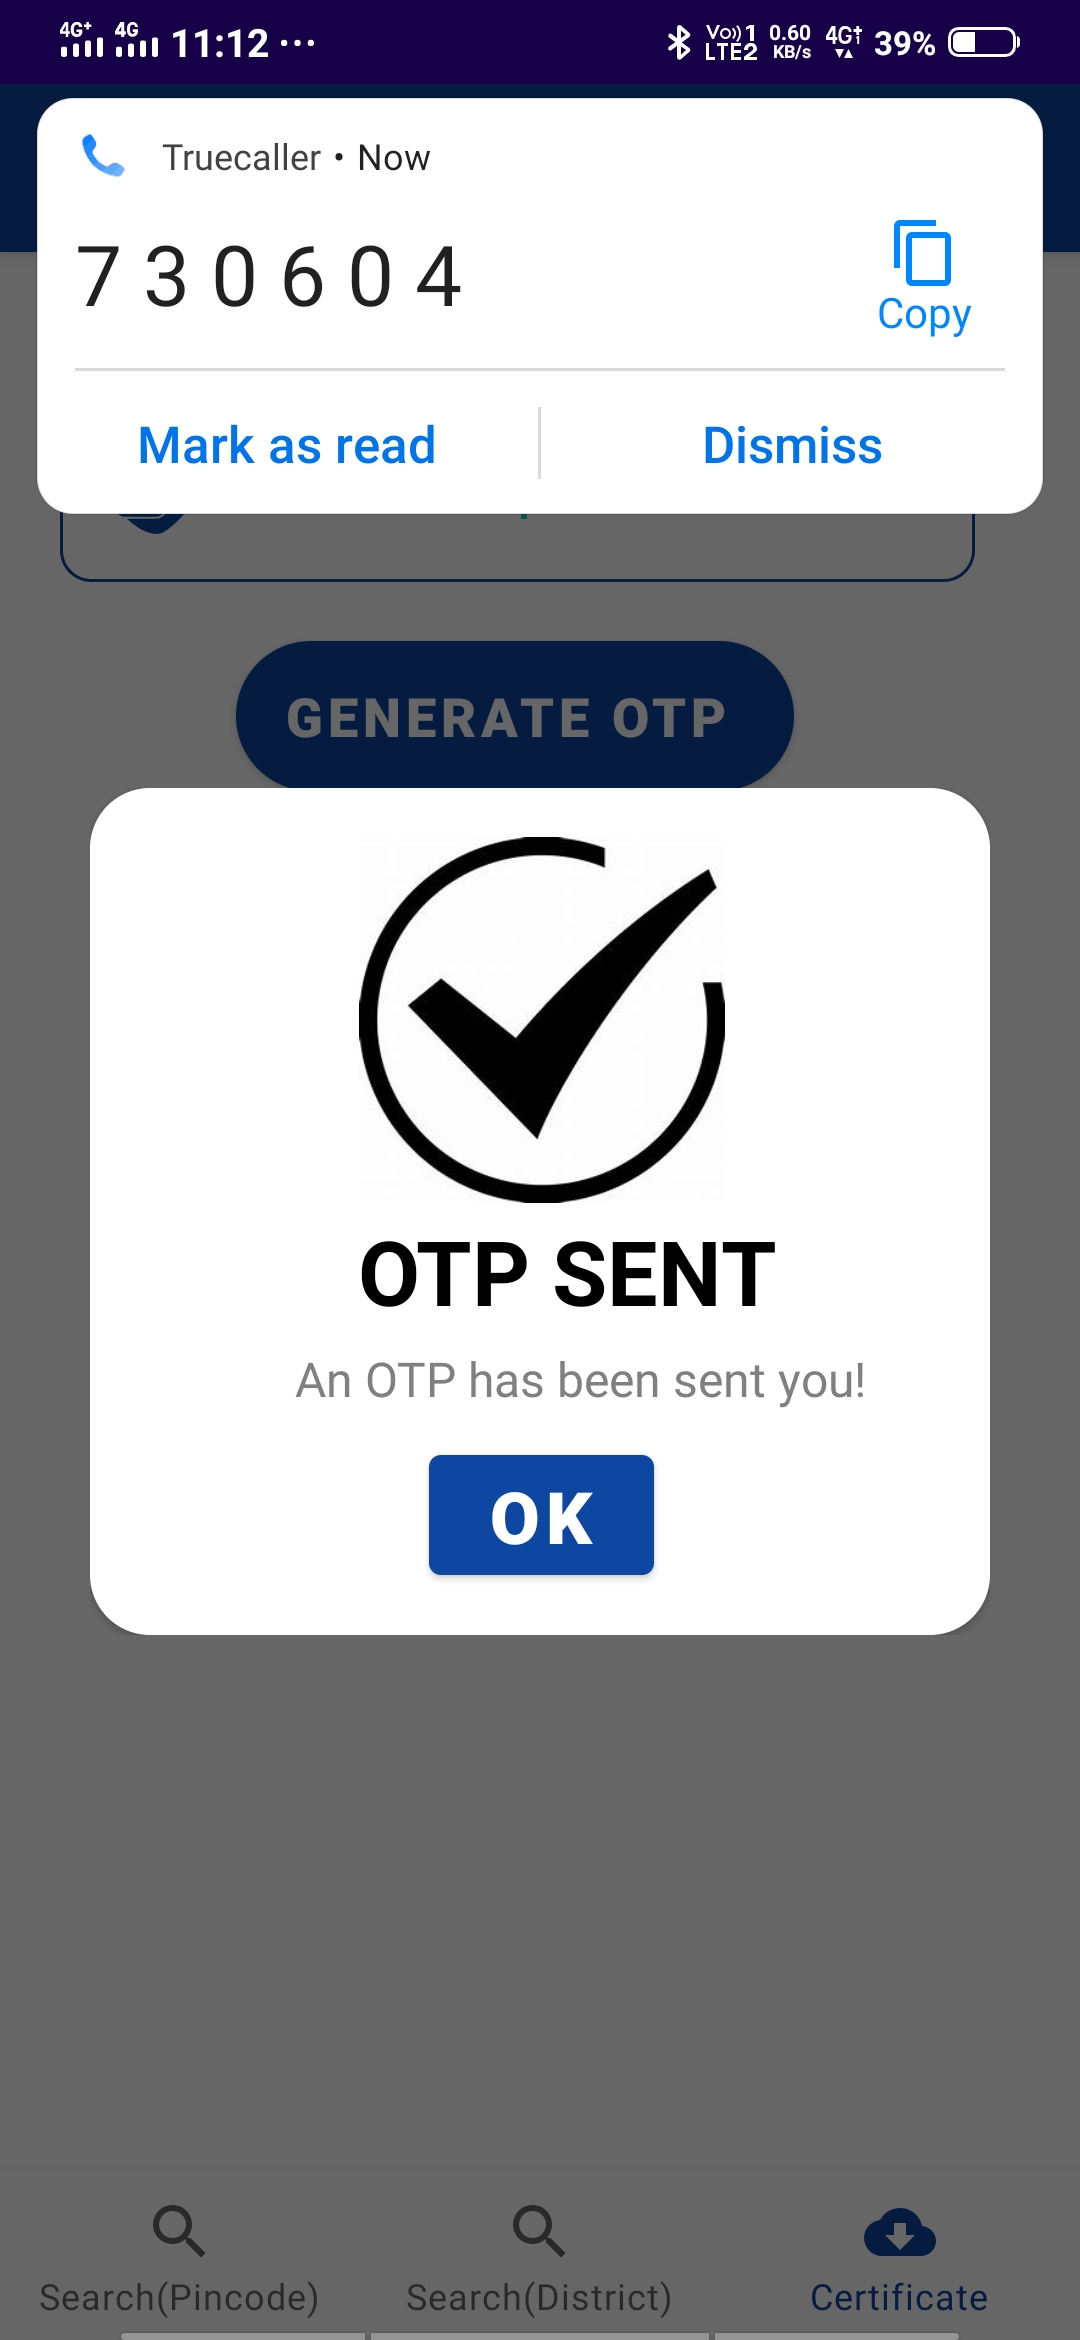 4G+ 4G 11:12 ... Vo)) 1 LTE2 0.60 KB/s 4G+ 39%
Truecaller • Now
7 3 0 6 0 4
Copy
Mark as read
Dismiss
GENERATE OTP
OTP SENT
An OTP has been sent you!
OK
Search(Pincode)
Search(District)
Certificate